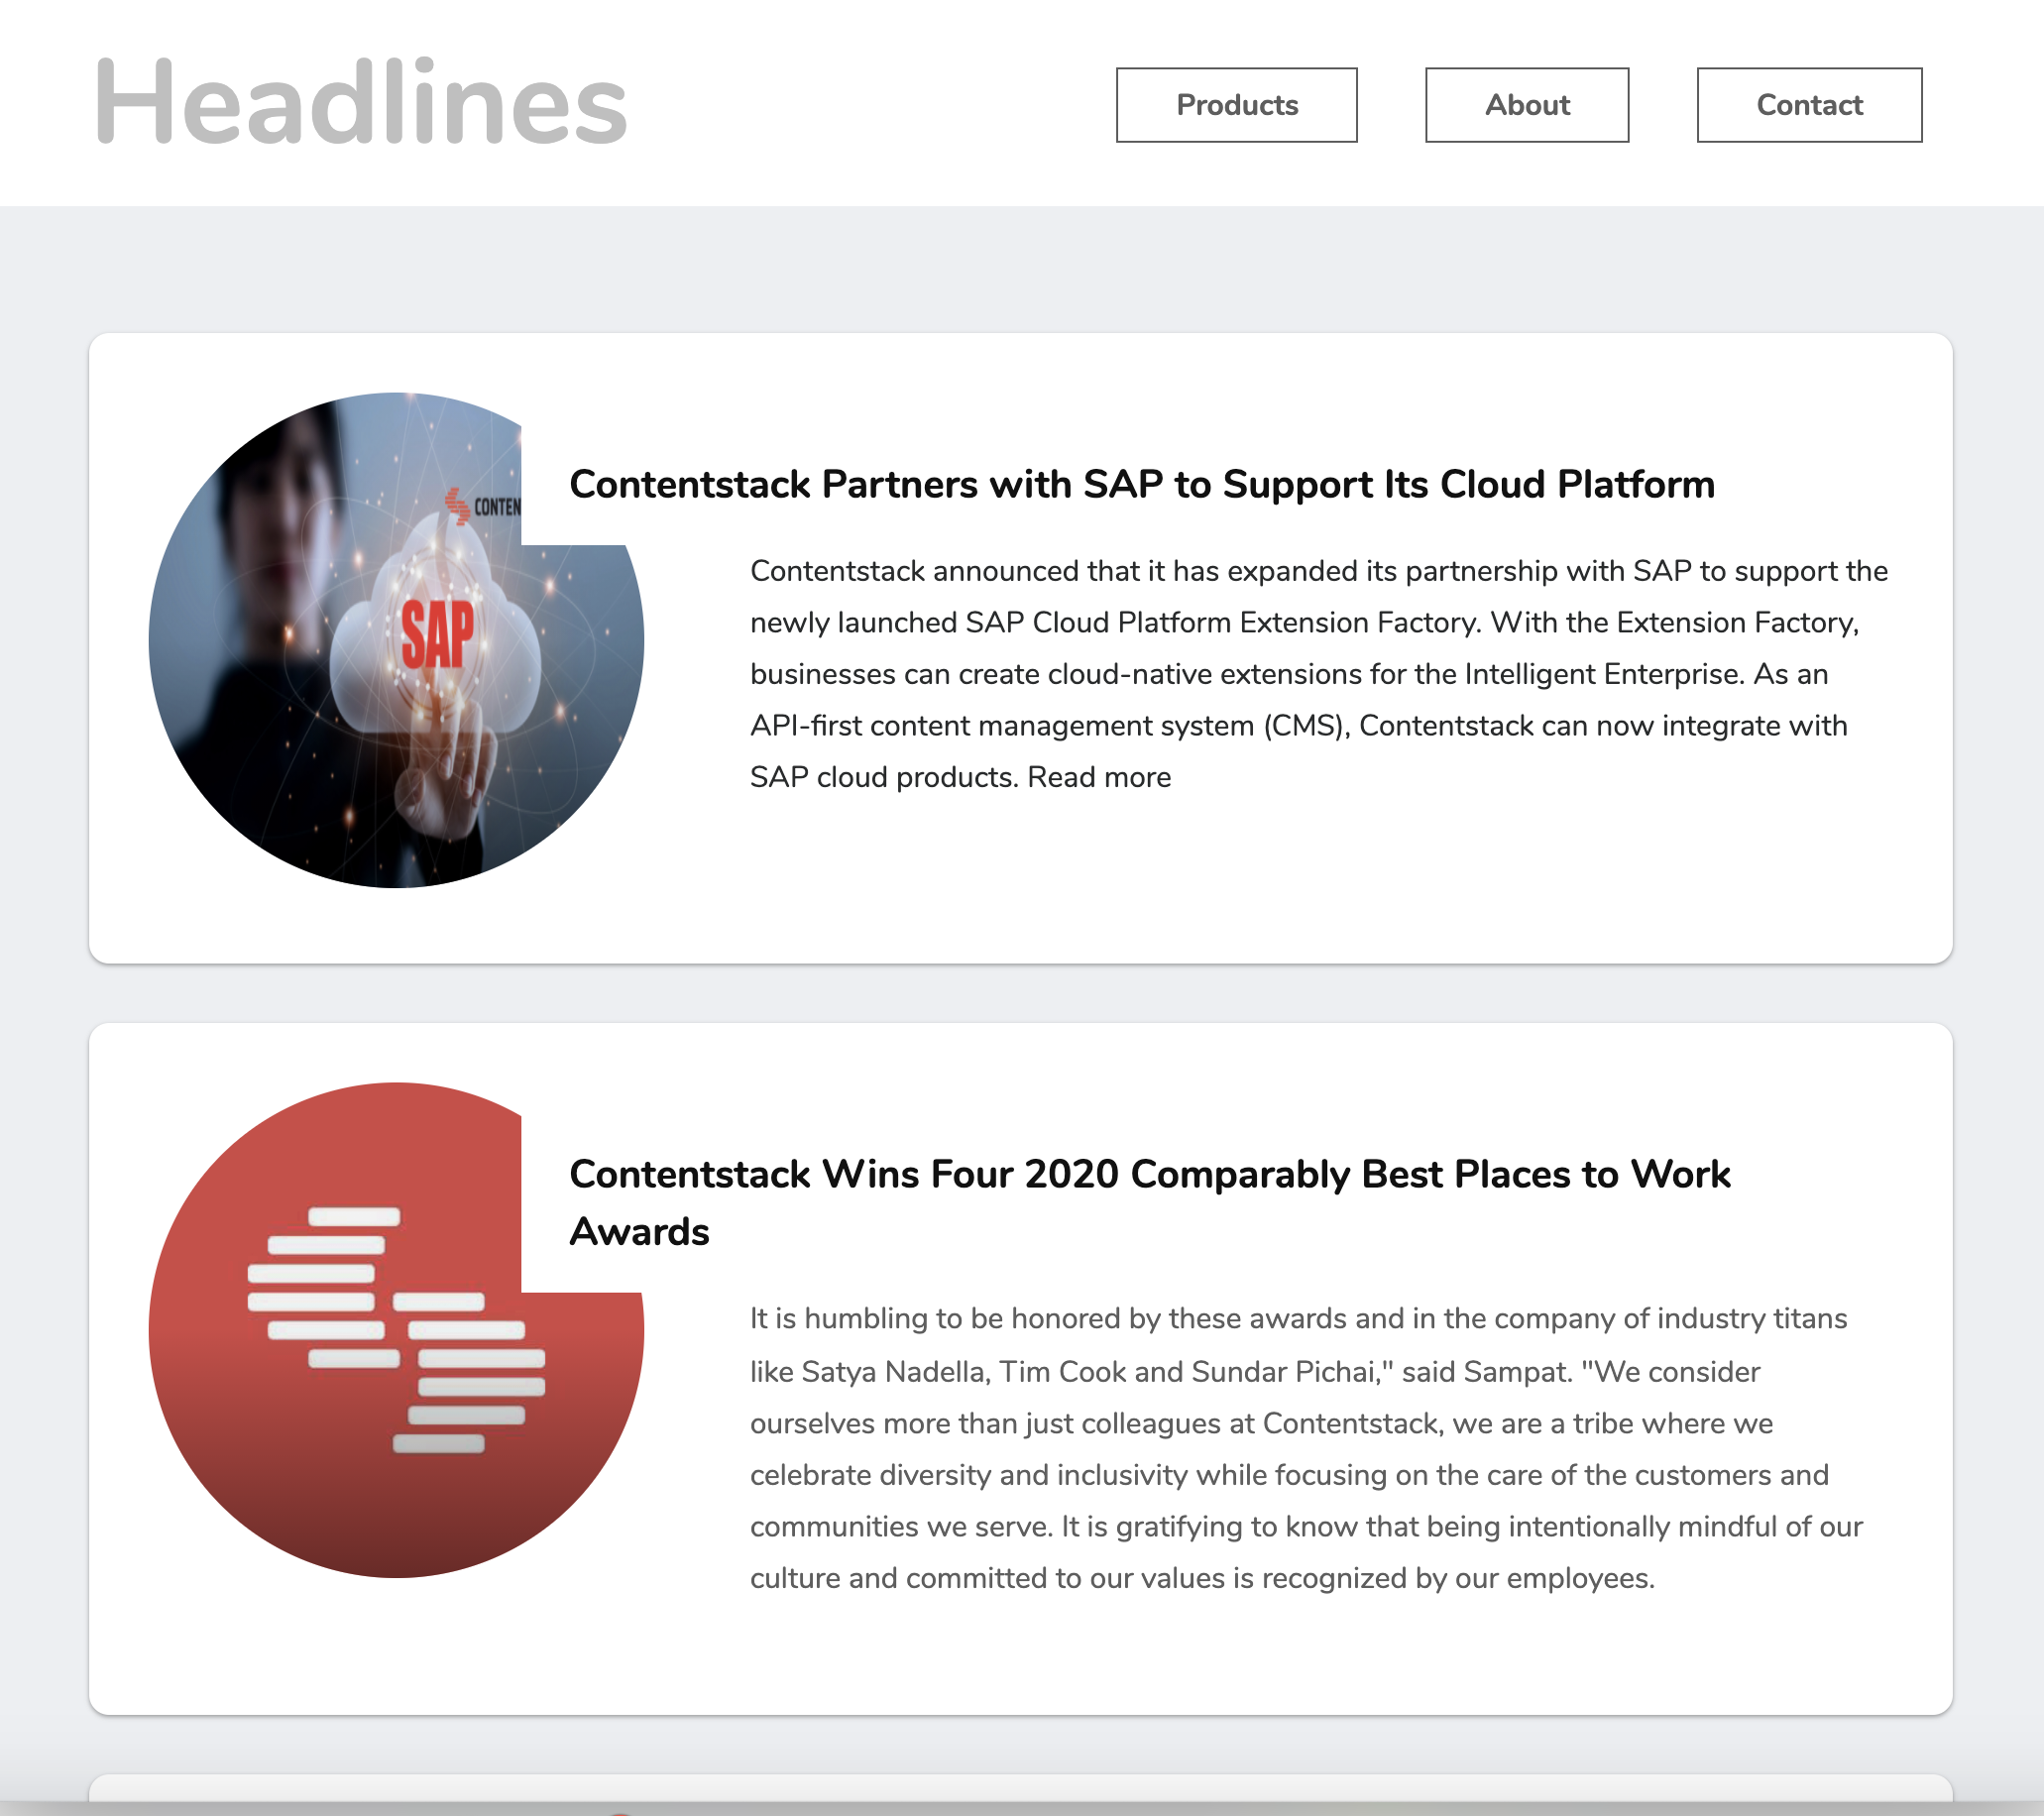 Headlines
Products
About
Contact
CONTEN
SAP
Contentstack Partners with SAP to Support Its Cloud Platform
Contentstack announced that it has expanded its partnership with SAP to support the
newly launched SAP Cloud Platform Extension Factory. With the Extension Factory,
businesses can create cloud-native extensions for the Intelligent Enterprise. As an
API-first content management system (CMS), Contentstack can now integrate with
SAP cloud products. Read more
Contentstack Wins Four 2020 Comparably Best Places to Work
Awards
It is humbling to be honored by these awards and in the company of industry titans
like Satya Nadella, Tim Cook and Sundar Pichai," said Sampat. "We consider
ourselves more than just colleagues at Contentstack, we are a tribe where we
celebrate diversity and inclusivity while focusing on the care of the customers and
communities we serve. It is gratifying to know that being intentionally mindful of our
culture and committed to our values is recognized by our employees.